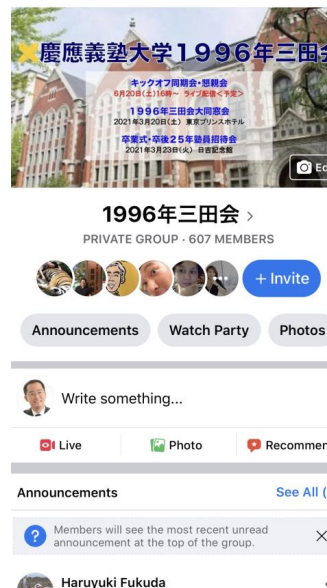 慶應義塾大学1996年三田会
キックオフ同期会・懇親会
6月20日(土)16時~ ライブ配信<予定>
1996年三田会大同窓会
2021年3月20日(土) 東京プリンスホテル
卒業式・卒後25年塾員招待会
2021年3月23日(火) 日吉記念館
Ed
1996年三田会 >
PRIVATE GROUP · 607 MEMBERS
+ Invite
Announcements Watch Party Photos
Write something...
Live Photo Recommen
Announcements See All (
Members will see the most recent unread
announcement at the top of the group.
Haruyuki Fukuda